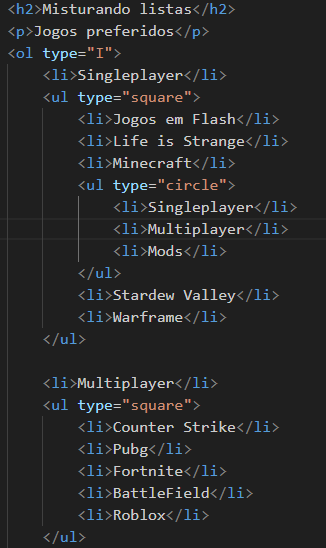 <h2>Misturando listas</h2>
<p>Jogos preferidos</p>
<ol type="I">
<li>Singleplayer</li>
<ul type="square">
<li>Jogos em Flash</li>
<li>Life is Strange</li>
<li>Minecraft</li>
<ul type="circle">
<li>Singleplayer</li>
<li>Multiplayer</li>
<li>Mods</li>
</ul>
<li>Stardew Valley</li>
<li>Warframe</li>
</ul>
<li>Multiplayer</li>
<ul type="square">
<li>Counter Strike</li>
<li>Pubg</li>
<li>Fortnite</li>
<li>BattleField</li>
<li>Roblox</li>
</ul>